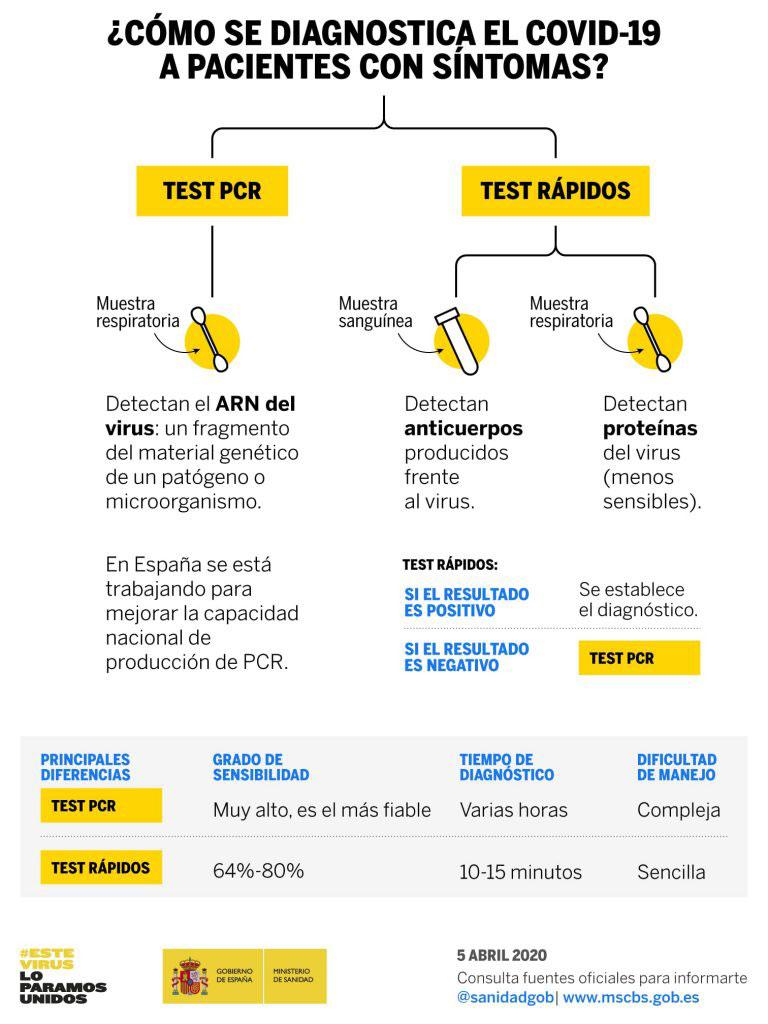 ¿CÓMO SE DIAGNOSTICA EL COVID-19
A PACIENTES CON SÍNTOMAS?
TEST PCR
Muestra
respiratoria
Detectan el ARN del
virus: un fragmento
del material genético
de un patógeno o
microorganismo.
En España se está
trabajando para
mejorar la capacidad
nacional de
producción de PCR.
TEST RÁPIDOS
Muestra
sanguínea
Detectan
anticuerpos
producidos
frente
al virus.
Muestra
respiratoria
Detectan
proteínas
del virus
(menos
sensibles).
TEST RÁPIDOS:
SI EL RESULTADO
ES POSITIVO
Se establece
el diagnóstico.
SI EL RESULTADO
ES NEGATIVO
TEST PCR
PRINCIPALES
DIFERENCIAS
GRADO DE
SENSIBILIDAD
TIEMPO DE
DIAGNÓSTICO
DIFICULTAD
DE MANEJO
TEST PCR
Muy alto, es el más fiable
Varias horas
Compleja
TEST RÁPIDOS
64%-80%
10-15 minutos
Sencilla
#ESTE
VIRUS
LO
PARAMOS
UNIDOS
GOBIERNO
DE ESPAÑA
MINISTERIO
DE SANIDAD
5 ABRIL 2020
Consulta fuentes oficiales para informarte
@sanidadgob| www.mscbs.gob.es